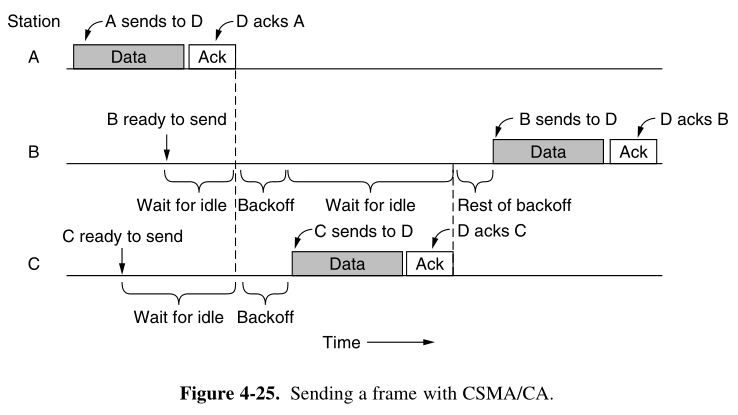 Station
A sends to D
D acks A
A
Data
Ack
B ready to send
B sends to D
D acks B
B
Data
Ack
Wait for idle
Backoff
Wait for idle
Rest of backoff
C ready to send
C sends to D
D acks C
C
Data
Ack
Wait for idle
Backoff
Time
Figure 4-25. Sending a frame with CSMA/CA.